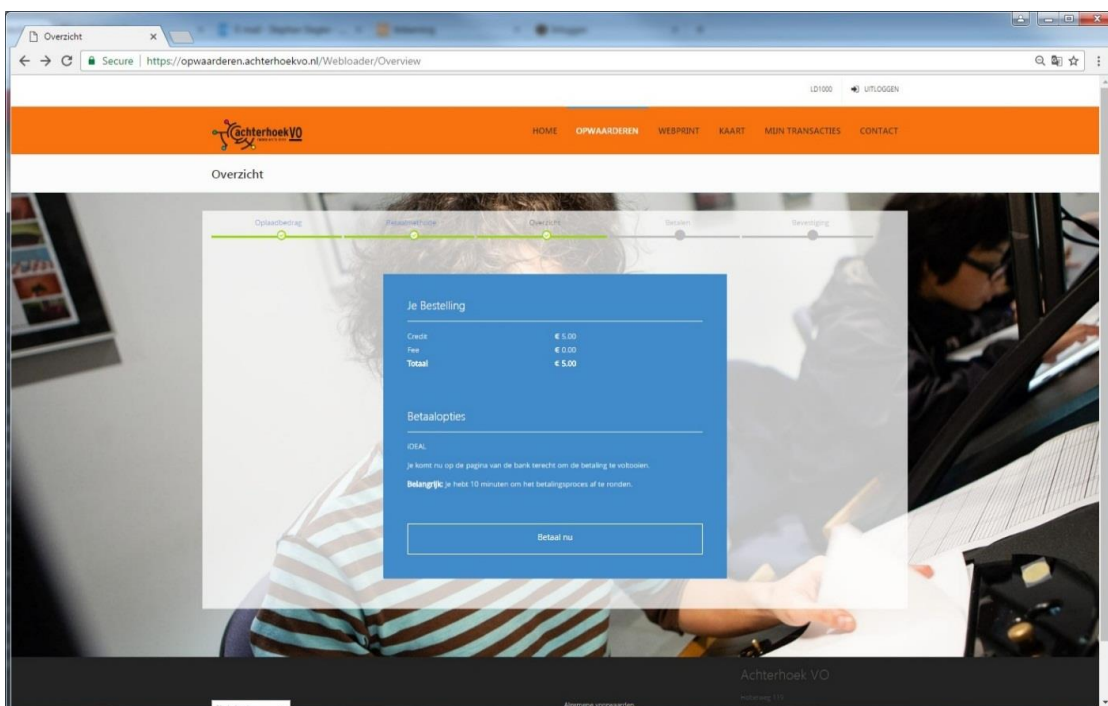 Overzicht
Secure | https://opwaarderen.achterhoekvo.nl/Webloader/Overview
LD1000 UITLOGGEN
achterhoek VO
HOME OPWAARDEREN WEBPRINT KAART MIJN TRANSACTIES CONTACT
Overzicht
Oplaadbedrag Betaalmethode Overzicht Betalen Bevestiging
Je Bestelling
Credit € 5.00
Fee € 0.00
Totaal € 5.00
Betaalopties
iDEAL
Je komt nu op de pagina van de bank terecht om de betaling te voltooien.
Belangrijk: Je hebt 10 minuten om het betalingsproces af te ronden.
Betaal nu
Achterhoek VO
Algemene voorwaarden